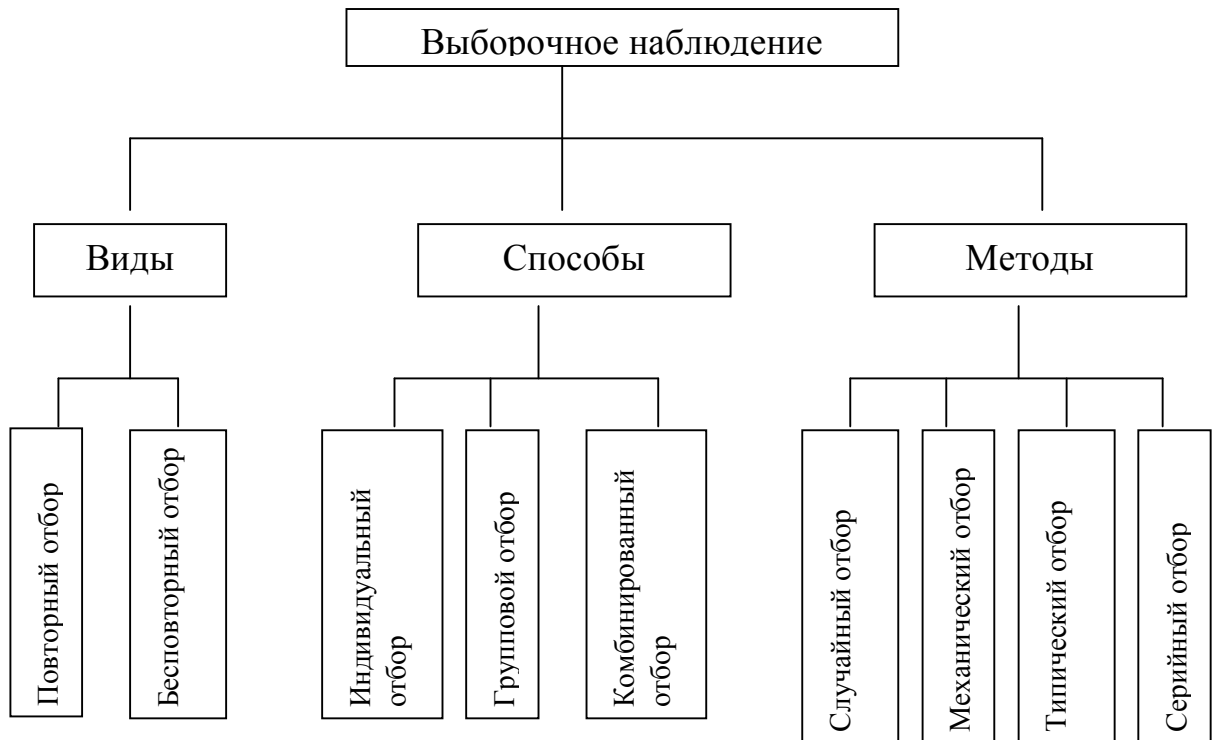 Выборочное наблюдение
Виды
Способы
Методы
Повторный отбор
Бесповторный отбор
Индивидуальный
отбор
Групповой отбор
Комбинированный
отбор
Случайный отбор
Механический отбор
Типический отбор
Серийный отбор